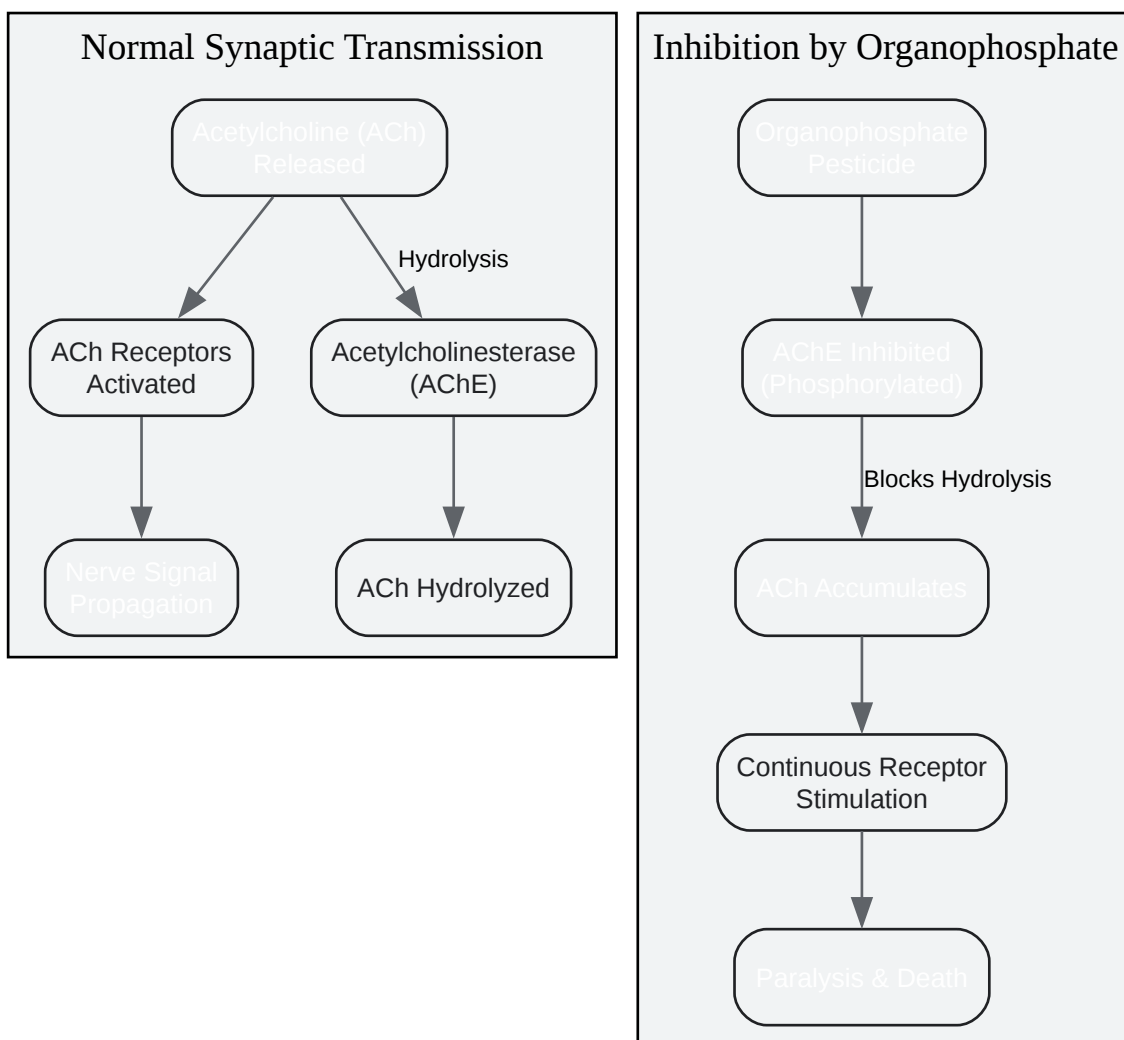 Normal Synaptic Transmission
Acetylcholine (ACh)
Released
Hydrolysis
ACh Receptors
Activated
Acetylcholinesterase
(AChE)
Nerve Signal
Propagation
ACh Hydrolyzed
Inhibition by Organophosphate
Organophosphate
Pesticide
AChE Inhibited
(Phosphorylated)
Blocks Hydrolysis
ACh Accumulates
Continuous Receptor
Stimulation
Paralysis & Death